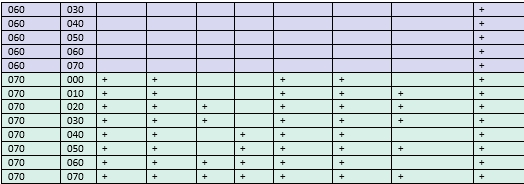 060 030 +
060 040 +
060 050 +
060 060 +
060 070 +
070 000 + + + + +
070 010 + + + + + +
070 020 + + + + + + +
070 030 + + + + + + +
070 040 + + + + + +
070 050 + + + + + + +
070 060 + + + + + + +
070 070 + + + + + + + +